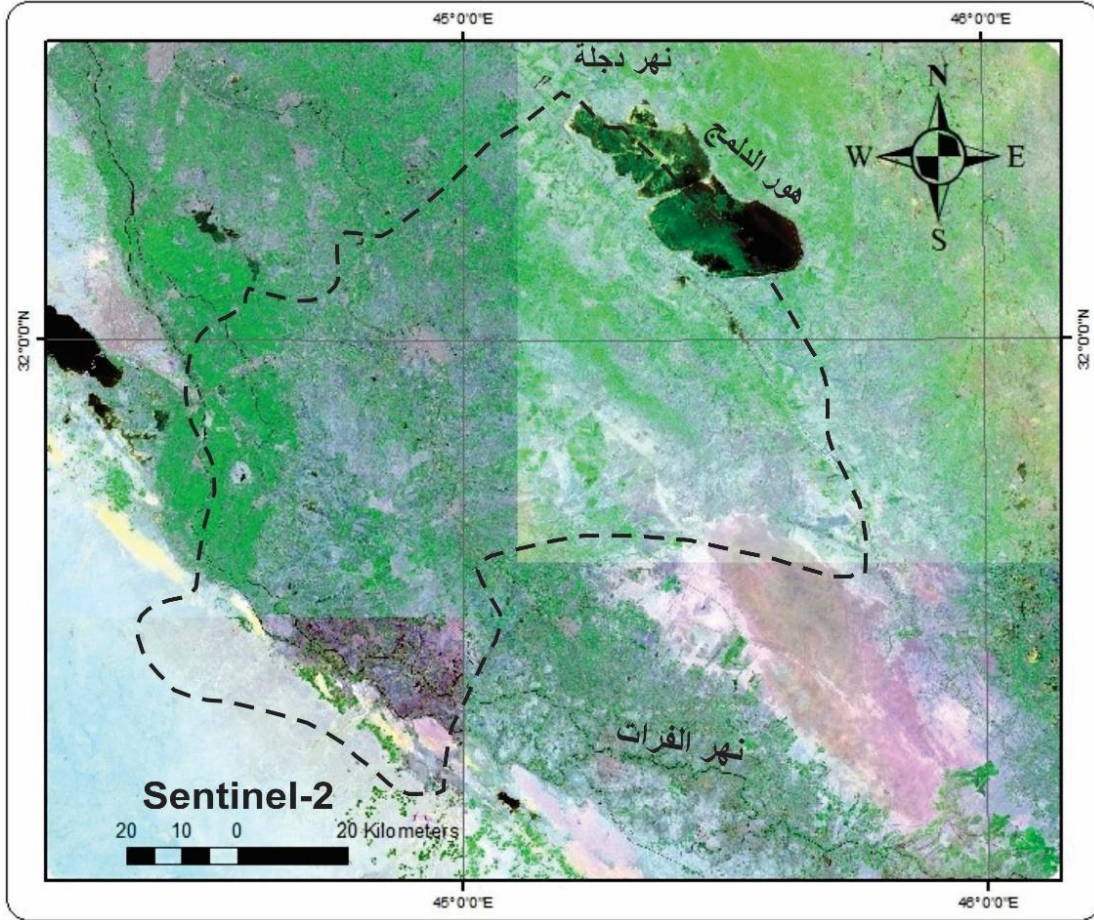 45°0'0"E 46°0'0"E
نهر دجلة
هور الدلمج
N
W E
S
32°0'0"N 32°0'0"N
نهر الفرات
Sentinel-2
20 10 0 20 Kilometers
45°0'0"E 46°0'0"E